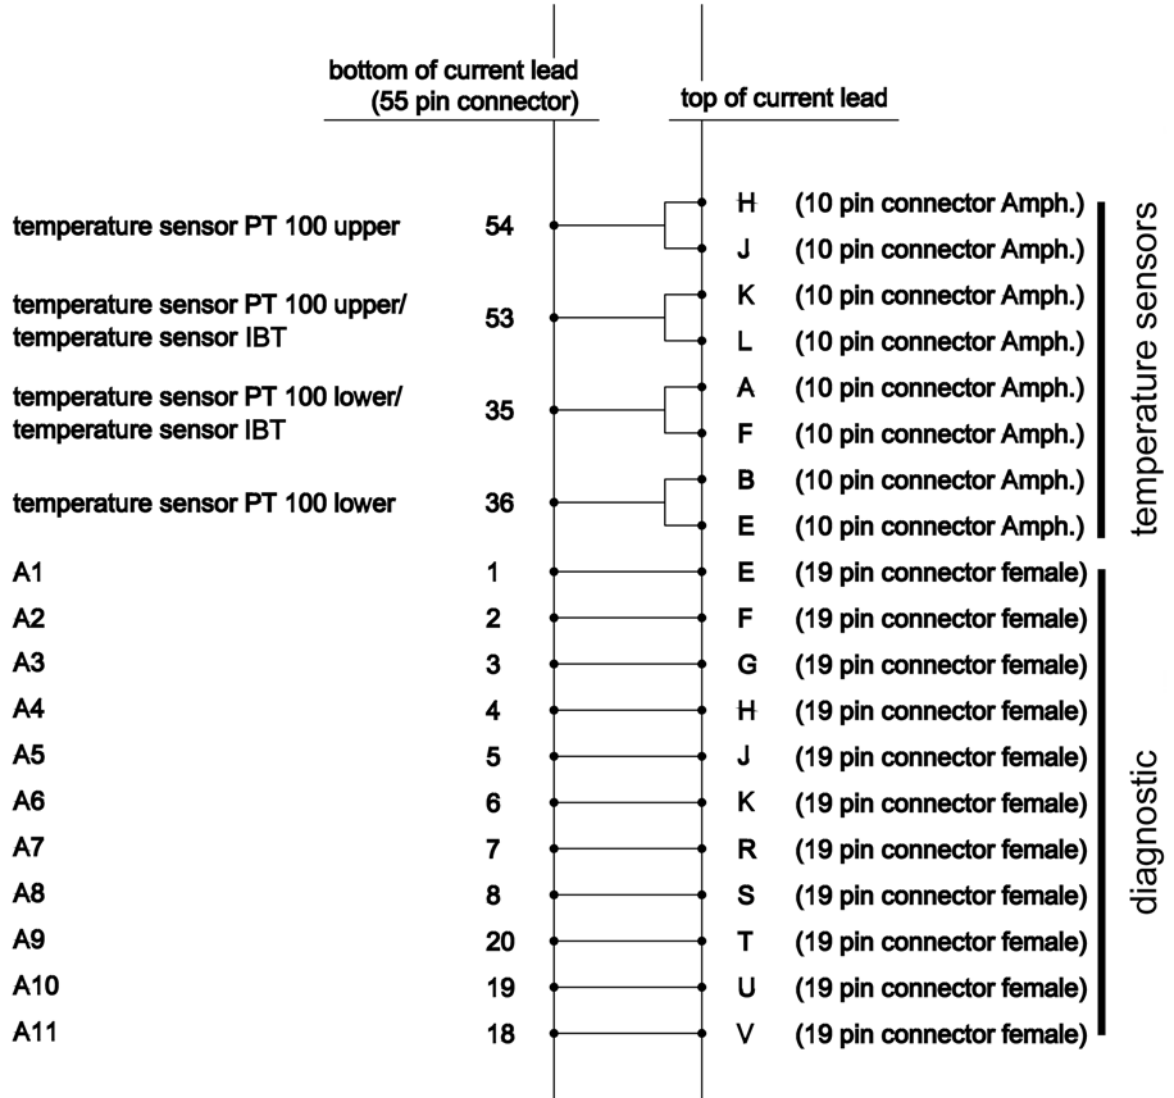 bottom of current lead
(55 pin connector)
top of current lead
temperature sensor PT 100 upper 54 H (10 pin connector Amph.)
J (10 pin connector Amph.)
temperature sensor PT 100 upper/
temperature sensor IBT
53 K (10 pin connector Amph.)
L (10 pin connector Amph.)
temperature sensor PT 100 lower/
temperature sensor IBT
35 A (10 pin connector Amph.)
F (10 pin connector Amph.)
temperature sensor PT 100 lower 36 B (10 pin connector Amph.)
E (10 pin connector Amph.)
temperature sensors
A1 1 E (19 pin connector female)
A2 2 F (19 pin connector female)
A3 3 G (19 pin connector female)
A4 4 H (19 pin connector female)
A5 5 J (19 pin connector female)
A6 6 K (19 pin connector female)
A7 7 R (19 pin connector female)
A8 8 S (19 pin connector female)
A9 20 T (19 pin connector female)
A10 19 U (19 pin connector female)
A11 18 V (19 pin connector female)
diagnostic